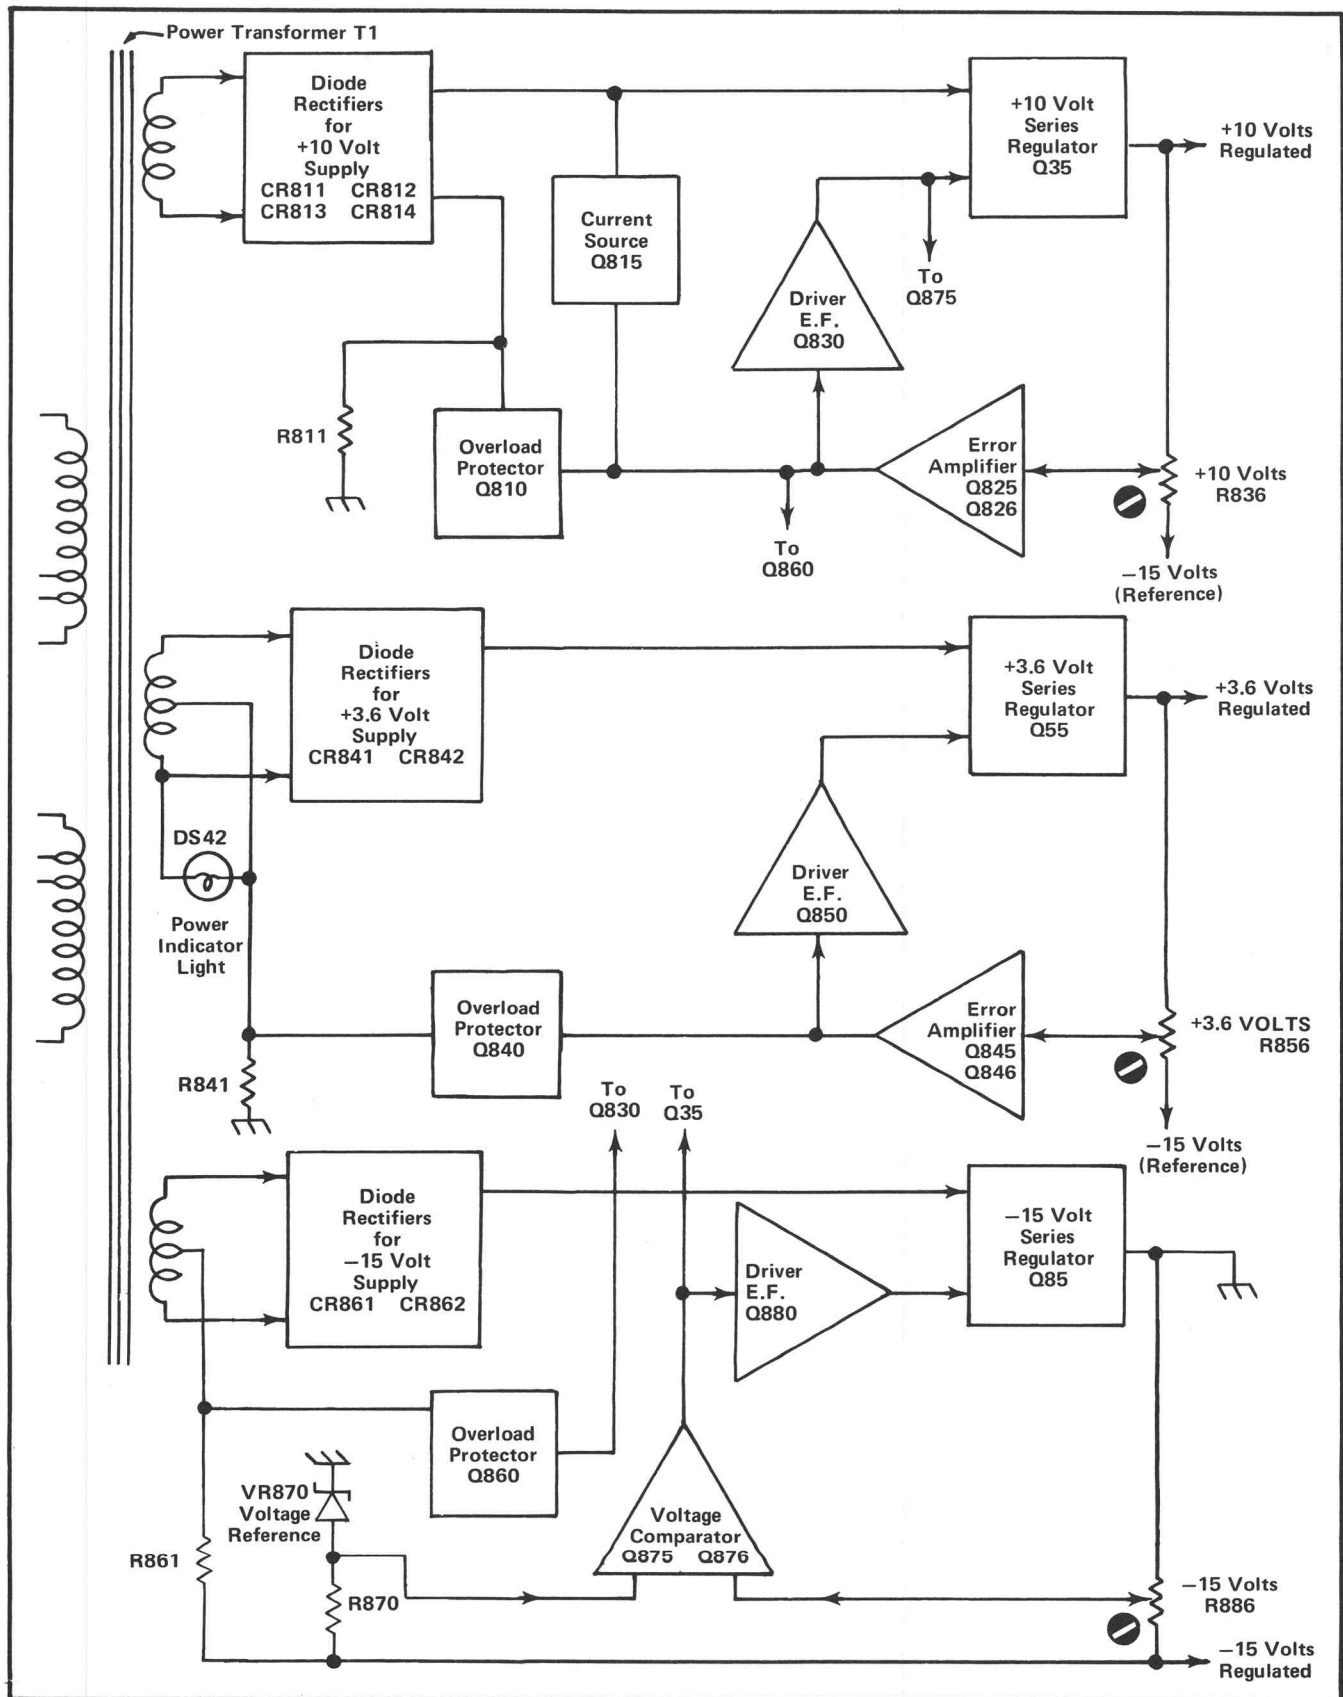 Power Transformer T1
Diode
Rectifiers
for
+10 Volt
Supply
CR811 CR812
CR813 CR814
Current
Source
Q815
+10 Volt
Series
Regulator
Q35
+10 Volts
Regulated
To
Q875
Driver
E.F.
Q830
R811
Overload
Protector
Q810
Error
Amplifier
Q825
Q826
+10 Volts
R836
To
Q860
−15 Volts
(Reference)
Diode
Rectifiers
for
+3.6 Volt
Supply
CR841 CR842
+3.6 Volt
Series
Regulator
Q55
+3.6 Volts
Regulated
DS42
Power
Indicator
Light
Driver
E.F.
Q850
Overload
Protector
Q840
Error
Amplifier
Q845
Q846
+3.6 VOLTS
R856
R841
To
Q830
To
Q35
−15 Volts
(Reference)
Diode
Rectifiers
for
−15 Volt
Supply
CR861 CR862
Driver
E.F.
Q880
−15 Volt
Series
Regulator
Q85
Overload
Protector
Q860
VR870
Voltage
Reference
Voltage
Comparator
Q875 Q876
R861
R870
−15 Volts
R886
−15 Volts
Regulated